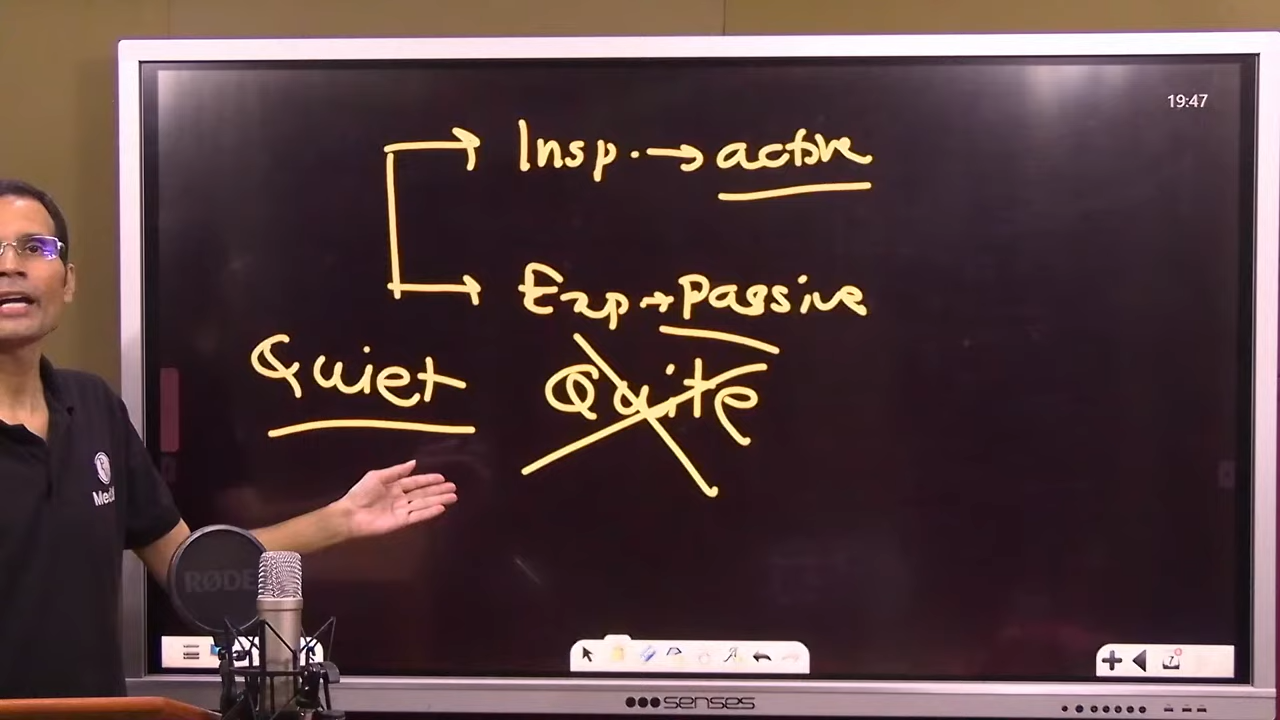 19:47
Insp. → active
Exp → Passive
Quiet Quite
RØDE
senses